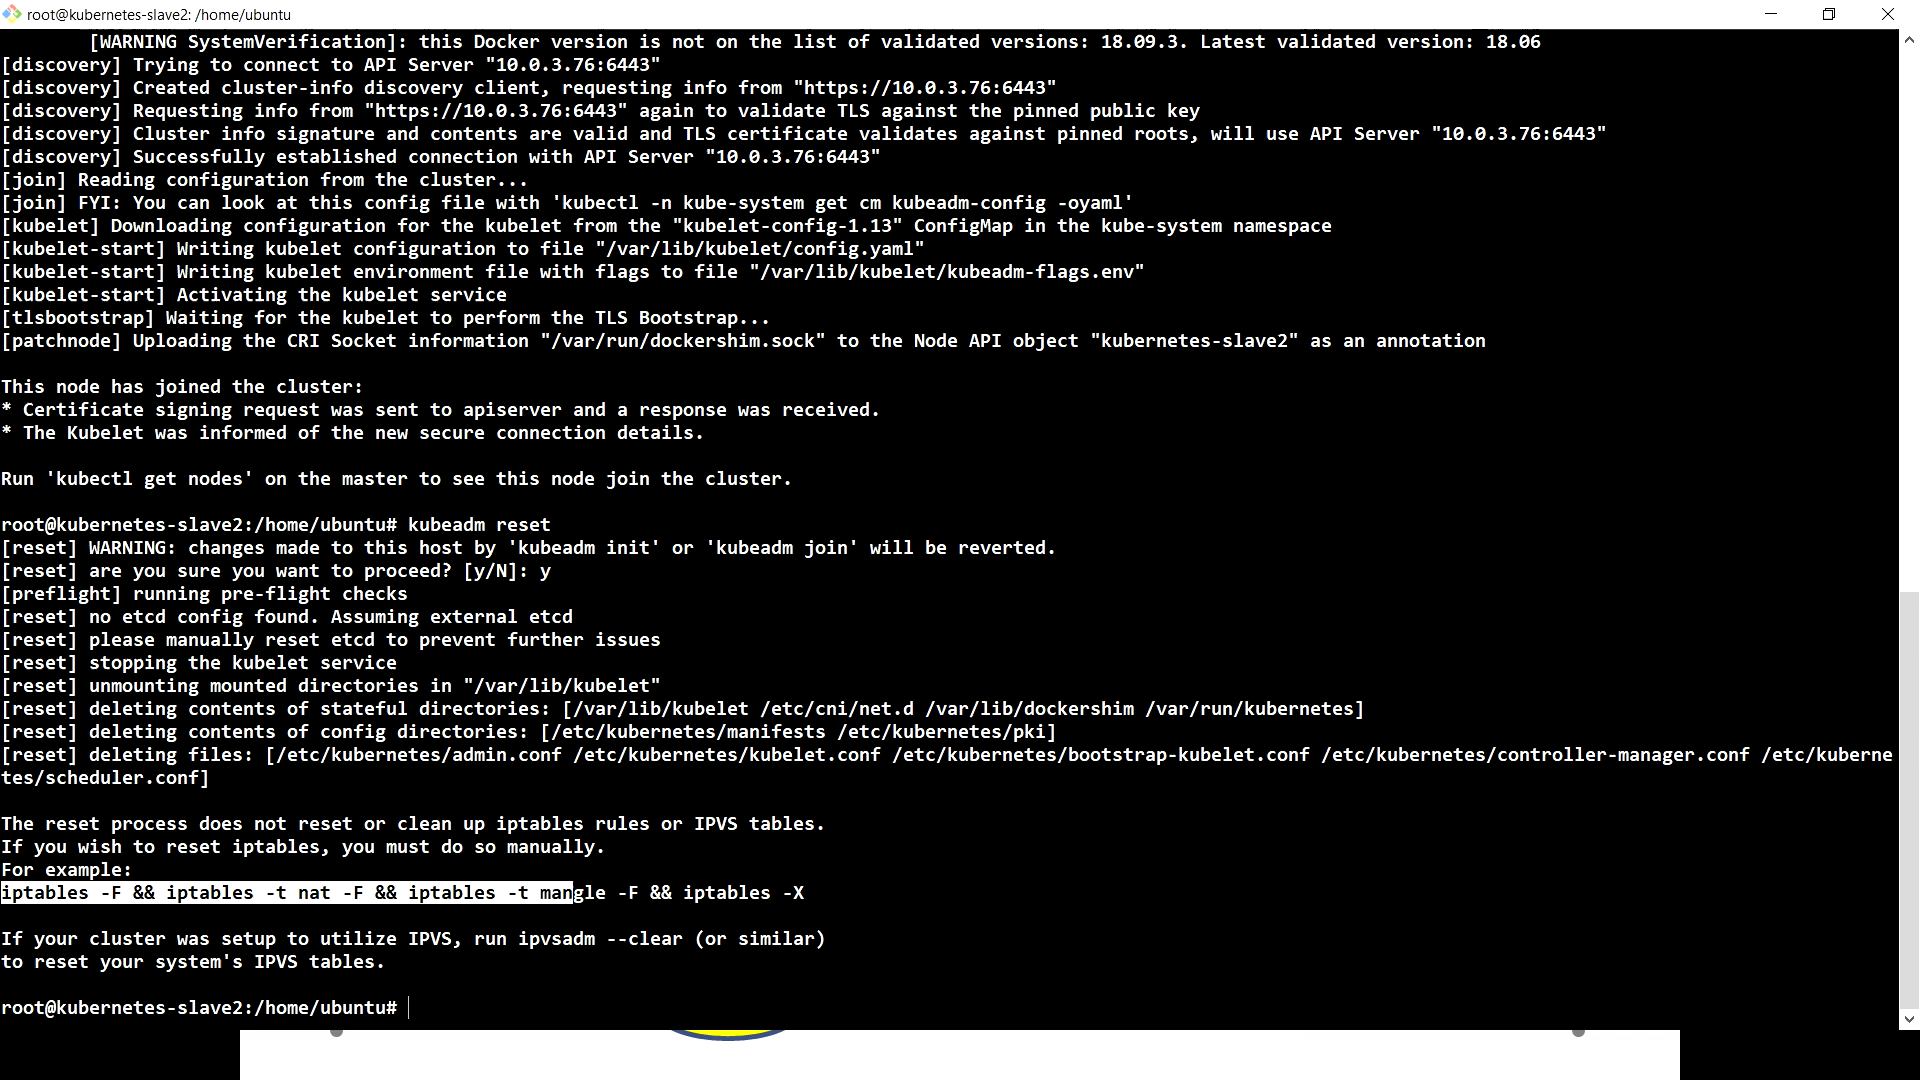 root@kubernetes-slave2: /home/ubuntu
[WARNING SystemVerification]: this Docker version is not on the list of validated versions: 18.09.3. Latest validated version: 18.06
[discovery] Trying to connect to API Server "10.0.3.76:6443"
[discovery] Created cluster-info discovery client, requesting info from "https://10.0.3.76:6443"
[discovery] Requesting info from "https://10.0.3.76:6443" again to validate TLS against the pinned public key
[discovery] Cluster info signature and contents are valid and TLS certificate validates against pinned roots, will use API Server "10.0.3.76:6443"
[discovery] Successfully established connection with API Server "10.0.3.76:6443"
[join] Reading configuration from the cluster...
[join] FYI: You can look at this config file with 'kubectl -n kube-system get cm kubeadm-config -oyaml'
[kubelet] Downloading configuration for the kubelet from the "kubelet-config-1.13" ConfigMap in the kube-system namespace
[kubelet-start] Writing kubelet configuration to file "/var/lib/kubelet/config.yaml"
[kubelet-start] Writing kubelet environment file with flags to file "/var/lib/kubelet/kubeadm-flags.env"
[kubelet-start] Activating the kubelet service
[tlsbootstrap] Waiting for the kubelet to perform the TLS Bootstrap...
[patchnode] Uploading the CRI Socket information "/var/run/dockershim.sock" to the Node API object "kubernetes-slave2" as an annotation
This node has joined the cluster:
* Certificate signing request was sent to apiserver and a response was received.
* The Kubelet was informed of the new secure connection details.
Run 'kubectl get nodes' on the master to see this node join the cluster.
root@kubernetes-slave2:/home/ubuntu# kubeadm reset
[reset] WARNING: changes made to this host by 'kubeadm init' or 'kubeadm join' will be reverted.
[reset] are you sure you want to proceed? [y/N]: y
[preflight] running pre-flight checks
[reset] no etcd config found. Assuming external etcd
[reset] please manually reset etcd to prevent further issues
[reset] stopping the kubelet service
[reset] unmounting mounted directories in "/var/lib/kubelet"
[reset] deleting contents of stateful directories: [/var/lib/kubelet /etc/cni/net.d /var/lib/dockershim /var/run/kubernetes]
[reset] deleting contents of config directories: [/etc/kubernetes/manifests /etc/kubernetes/pki]
[reset] deleting files: [/etc/kubernetes/admin.conf /etc/kubernetes/kubelet.conf /etc/kubernetes/bootstrap-kubelet.conf /etc/kubernetes/controller-manager.conf /etc/kuberne
tes/scheduler.conf]
The reset process does not reset or clean up iptables rules or IPVS tables.
If you wish to reset iptables, you must do so manually.
For example:
iptables -F && iptables -t nat -F && iptables -t mangle -F && iptables -X
If your cluster was setup to utilize IPVS, run ipvsadm --clear (or similar)
to reset your system's IPVS tables.
root@kubernetes-slave2:/home/ubuntu#